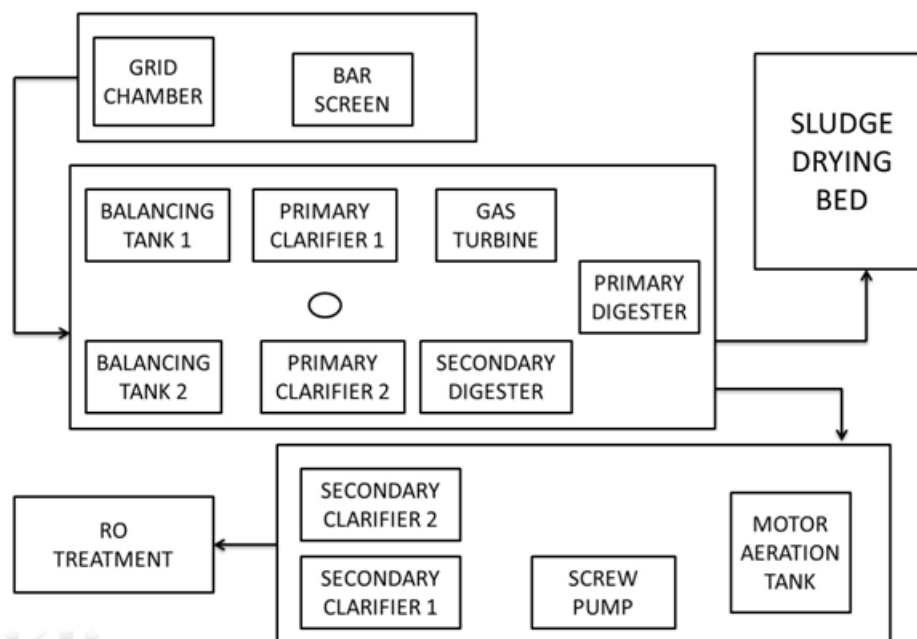 GRID
CHAMBER
BAR
SCREEN
SLUDGE
DRYING
BED
BALANCING
TANK 1
PRIMARY
CLARIFIER 1
GAS
TURBINE
PRIMARY
DIGESTER
BALANCING
TANK 2
PRIMARY
CLARIFIER 2
SECONDARY
DIGESTER
SECONDARY
CLARIFIER 2
MOTOR
AERATION
TANK
RO
TREATMENT
SECONDARY
CLARIFIER 1
SCREW
PUMP